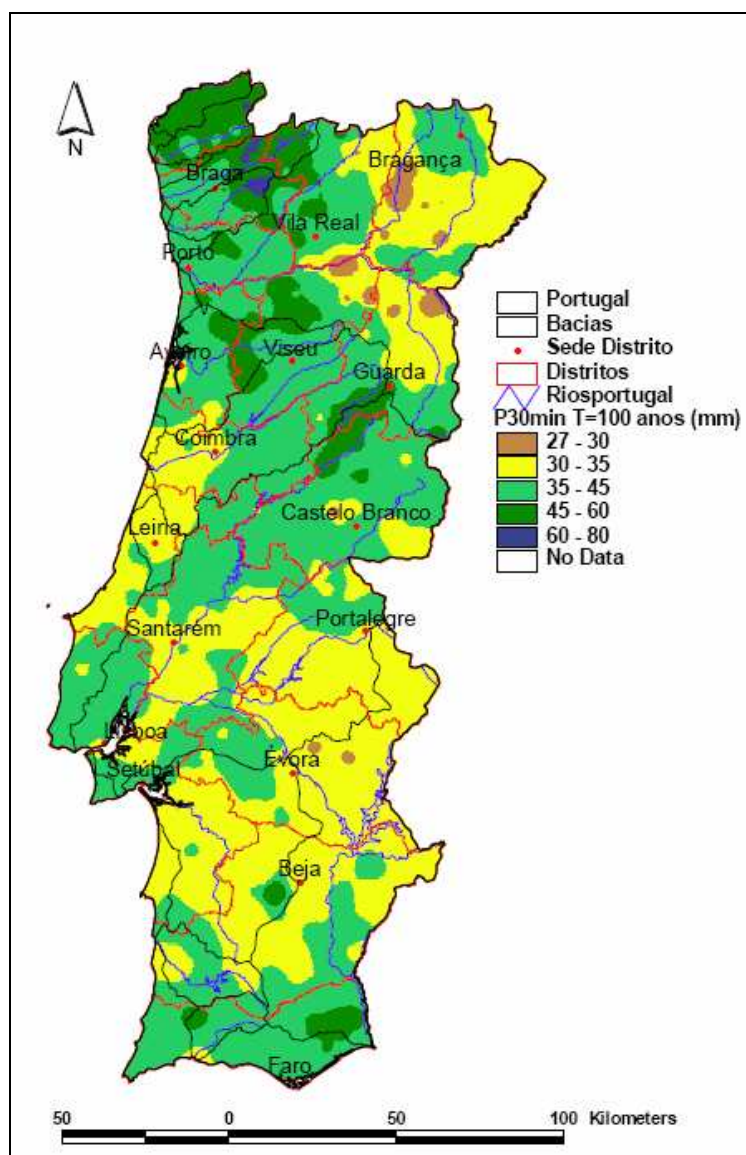 N
Bragança
Braga
Vila Real
Porto
Aveiro
Viseu
Guarda
Coimbra
Castelo Branco
Leiria
Portalegre
Santarém
Lisboa
Évora
Setúbal
Beja
Faro
Portugal
Bacias
Sede Distrito
Distritos
Riosportugal
P30min T=100 anos (mm)
27 - 30
30 - 35
35 - 45
45 - 60
60 - 80
No Data
50 0 50 100 Kilometers